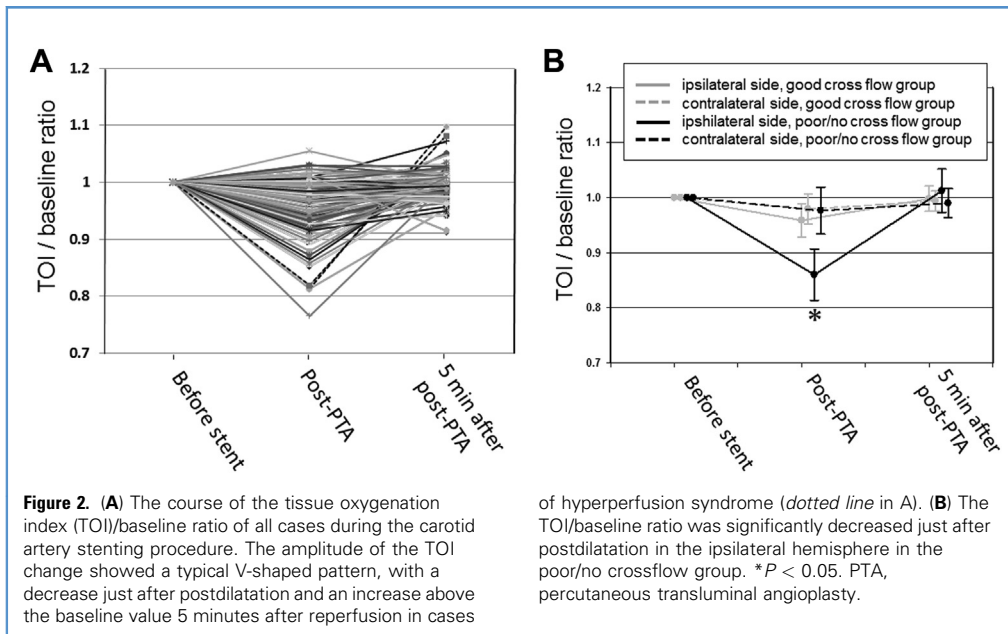 A
TOI / baseline ratio
1.2
1.1
1
0.9
0.8
0.7
Before stent
Post-PTA
5 min after
post-PTA
B
TOI / baseline ratio
ipsilateral side, good cross flow group
contralateral side, good cross flow group
ipshilateral side, poor/no cross flow group
contralateral side, poor/no cross flow group
1.2
1.1
1.0
0.9
0.8
0.7
*
Before stent
Post-PTA
5 min after
post-PTA
Figure 2. (A) The course of the tissue oxygenation
index (TOI)/baseline ratio of all cases during the carotid
artery stenting procedure. The amplitude of the TOI
change showed a typical V-shaped pattern, with a
decrease just after postdilatation and an increase above
the baseline value 5 minutes after reperfusion in cases
of hyperperfusion syndrome (dotted line in A). (B) The
TOI/baseline ratio was significantly decreased just after
postdilatation in the ipsilateral hemisphere in the
poor/no crossflow group. *P < 0.05. PTA,
percutaneous transluminal angioplasty.